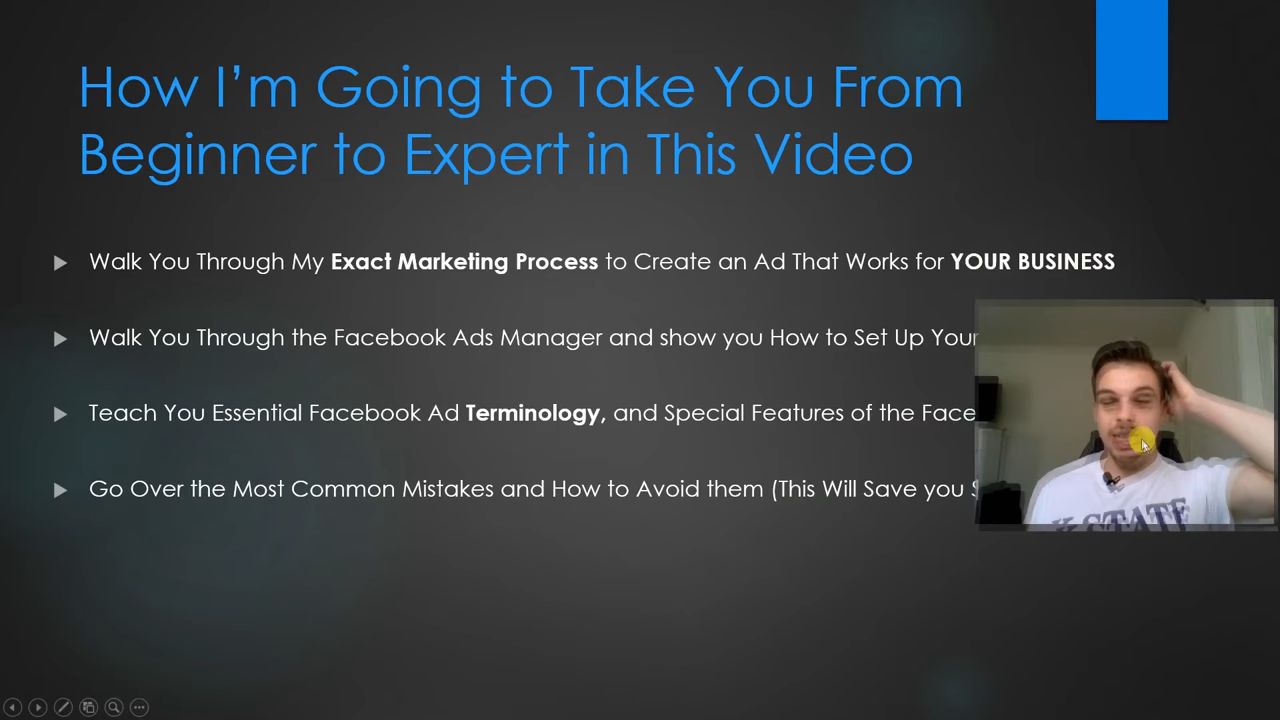 How I'm Going to Take You From
Beginner to Expert in This Video
Walk You Through My Exact Marketing Process to Create an Ad That Works for YOUR BUSINESS
Walk You Through the Facebook Ads Manager and show you How to Set Up Your
Teach You Essential Facebook Ad Terminology, and Special Features of the Face
Go Over the Most Common Mistakes and How to Avoid them (This Will Save you
K-STATE